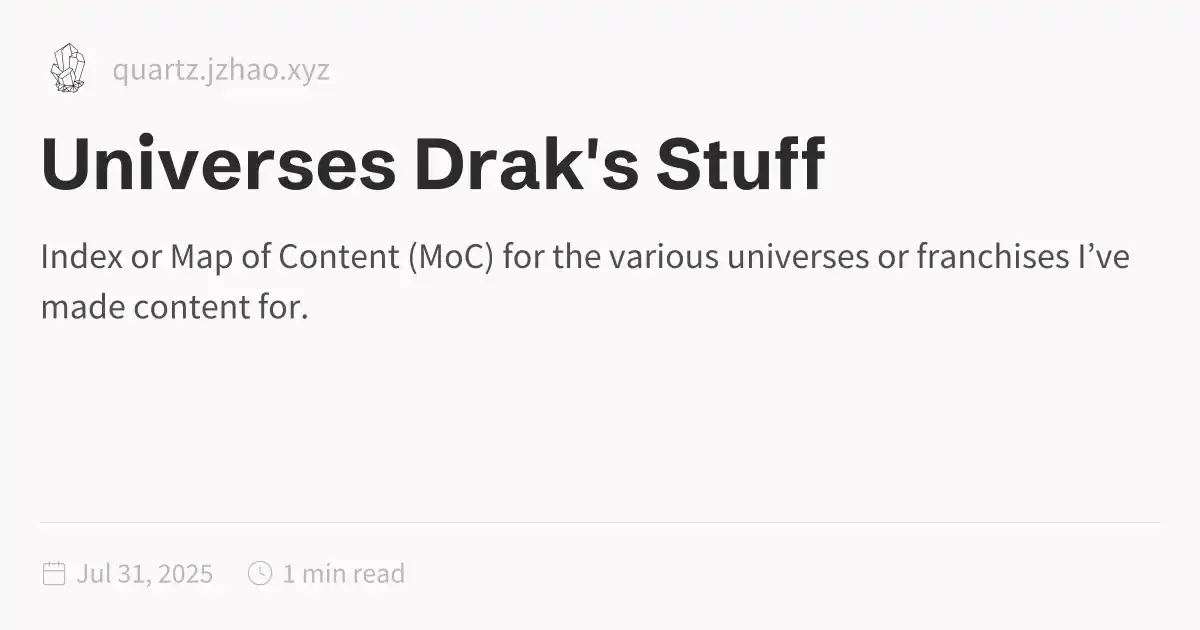 quartz.jzhao.xyz
Universes Drak's Stuff
Index or Map of Content (MoC) for the various universes or franchises I’ve
made content for.
Jul 31, 2025 1 min read